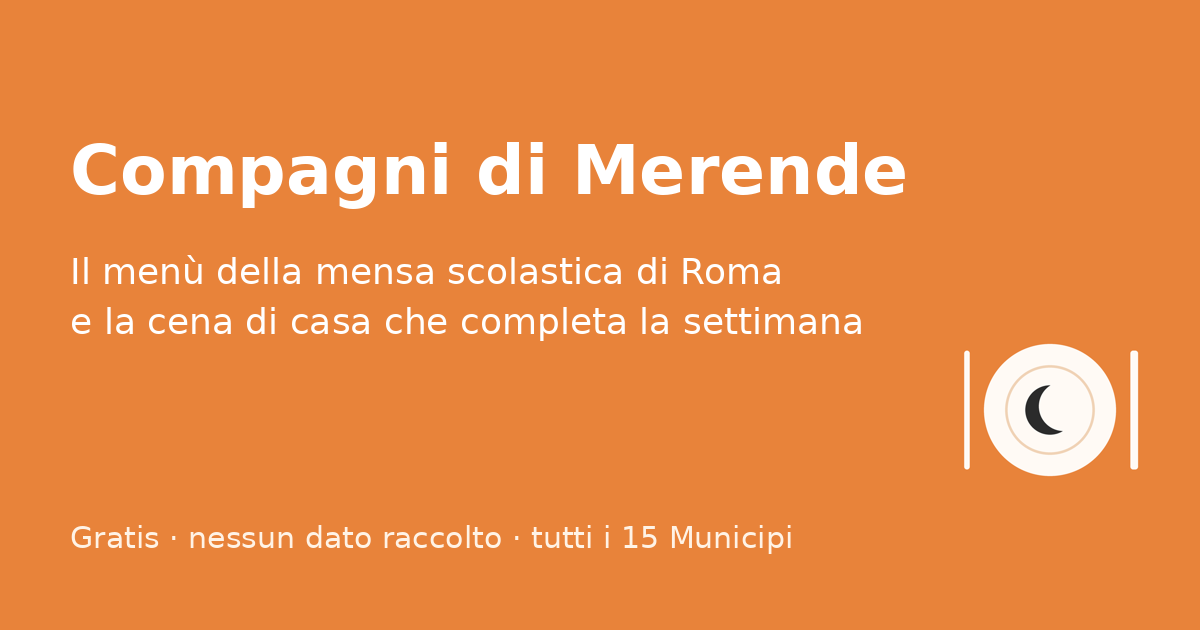 Compagni di Merende
Il menù della mensa scolastica di Roma
e la cena di casa che completa la settimana
Gratis · nessun dato raccolto · tutti i 15 Municipi